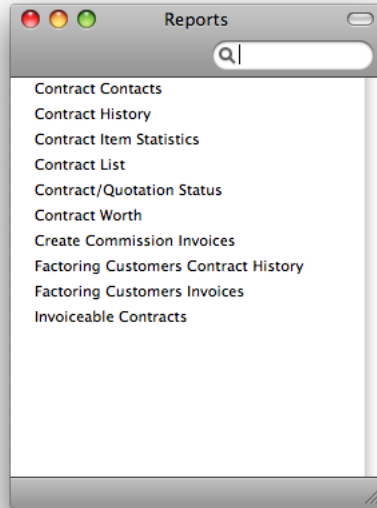 Reports
Contract Contacts
Contract History
Contract Item Statistics
Contract List
Contract/Quotation Status
Contract Worth
Create Commission Invoices
Factoring Customers Contract History
Factoring Customers Invoices
Invoiceable Contracts